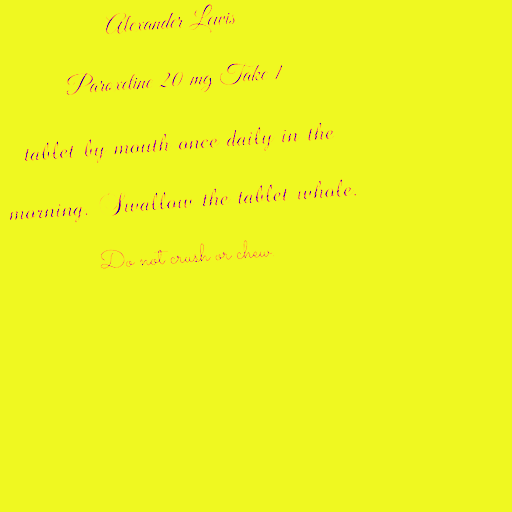 Alexander Lewis
Paroxetine 20 mg Take 1
tablet by mouth once daily in the
morning. Swallow the tablet whole.
Do not crush or chew